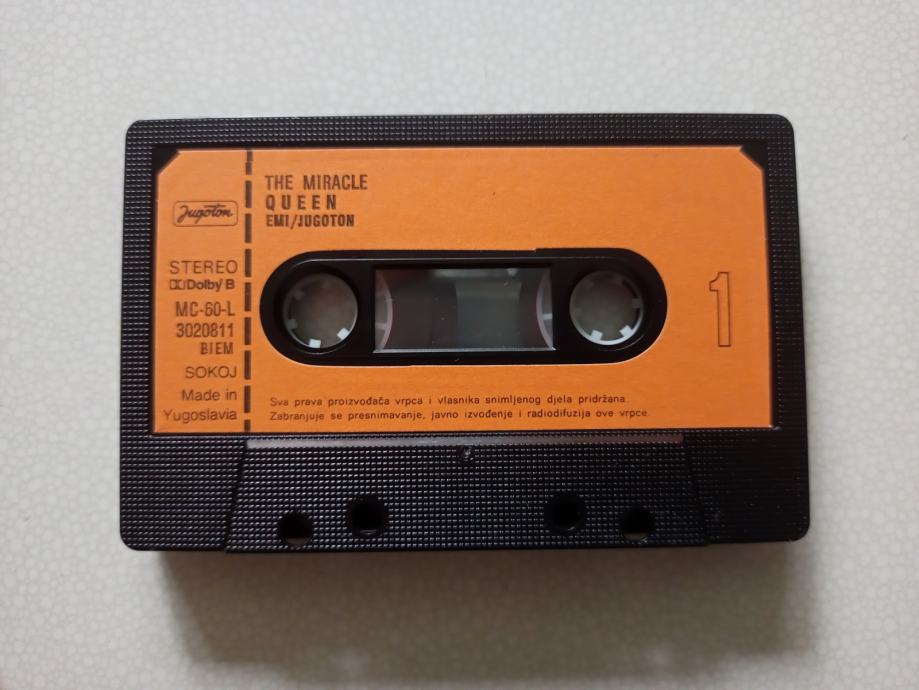 Jugoton
STEREO
Dolby B
MC-60-L
3020811
BIEM
SOKOJ
Made in
Yugoslavia
THE MIRACLE
QUEEN
EMI/JUGOTON
1
Sva prava proizvođača vrpca i vlasnika snimljenog djela pridržana.
Zabranjuje se presnimavanje, javno izvođenje i radiodifuzija ove vrpce.